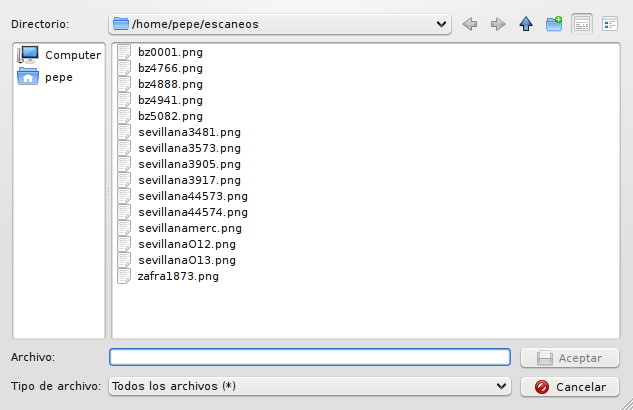 Directorio: /home/pepe/escaneos
Computer
pepe
bz0001.png
bz4766.png
bz4888.png
bz4941.png
bz5082.png
sevillana3481.png
sevillana3573.png
sevillana3905.png
sevillana3917.png
sevillana44573.png
sevillana44574.png
sevillanamerc.png
sevillanaO12.png
sevillanaO13.png
zafra1873.png
Archivo: Aceptar
Tipo de archivo: Todos los archivos (*) Cancelar